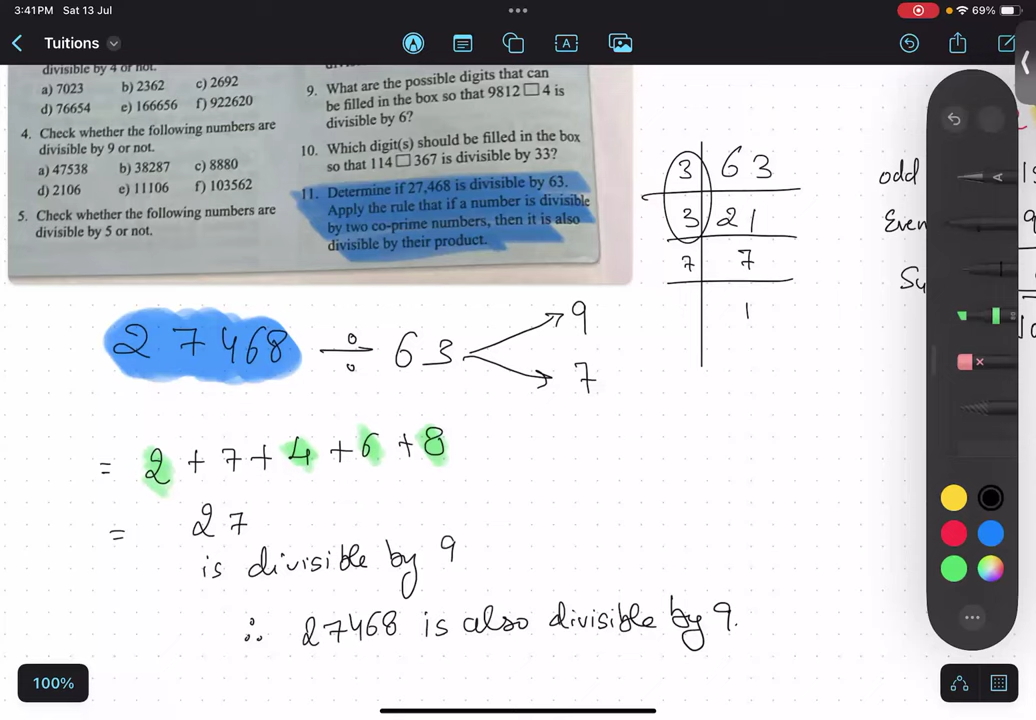 3:41PM Sat 13 Jul
69%
Tuitions
A
divisible by 4 or not.
a) 7023 b) 2362 c) 2692
d) 76654 e) 166656 f) 922620
4. Check whether the following numbers are
divisible by 9 or not.
a) 47538 b) 38287 c) 8880
d) 2106 e) 11106 f) 103562
5. Check whether the following numbers are
divisible by 5 or not.
9. What are the possible digits that can
be filled in the box so that 9812 □ 4 is
divisible by 6?
10. Which digit(s) should be filled in the box
so that 114 □ 367 is divisible by 33?
11. Determine if 27,468 is divisible by 63.
Apply the rule that if a number is divisible
by two co-prime numbers, then it is also
divisible by their product.
3 63
3 21
7 7
1
odd
Even
27468 ÷ 63
9
7
= 2 + 7 + 4 + 6 + 8
= 27
is divisible by 9
∴ 27468 is also divisible by 9.
100%